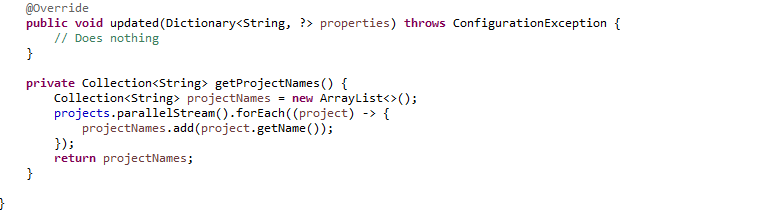 @Override
public void updated(Dictionary<String, ?> properties) throws ConfigurationException {
// Does nothing
}
private Collection<String> getProjectNames() {
Collection<String> projectNames = new ArrayList<>();
projects.parallelStream().forEach((project) -> {
projectNames.add(project.getName());
});
return projectNames;
}
}